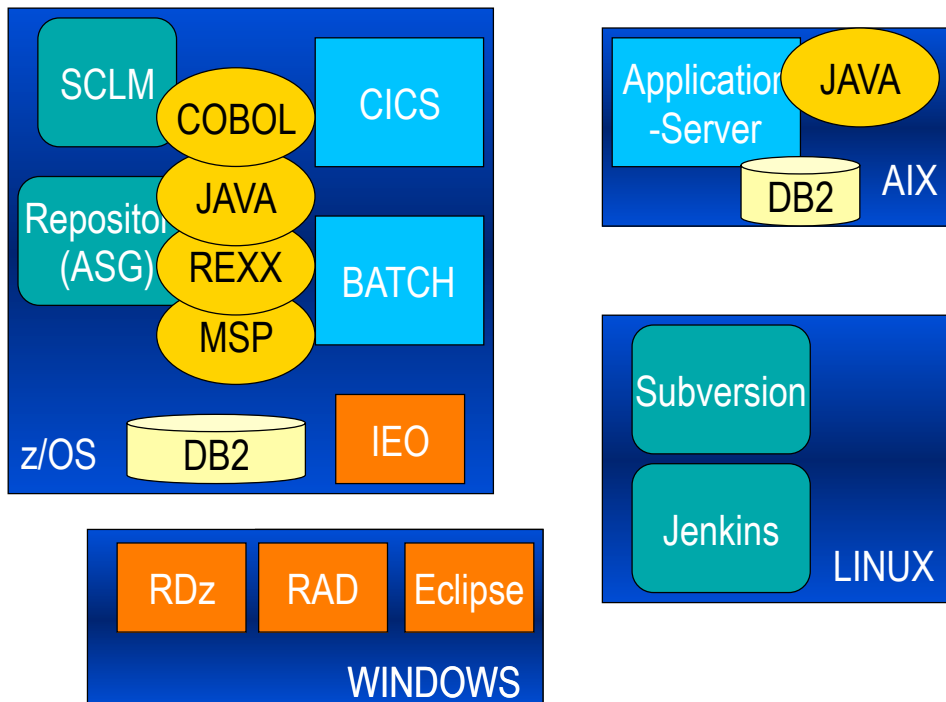 SCLM
COBOL
CICS
JAVA
Repositor
(ASG)
REXX
BATCH
MSP
z/OS
DB2
IEO
Application
-Server
JAVA
DB2
AIX
Subversion
Jenkins
LINUX
RDz
RAD
Eclipse
WINDOWS